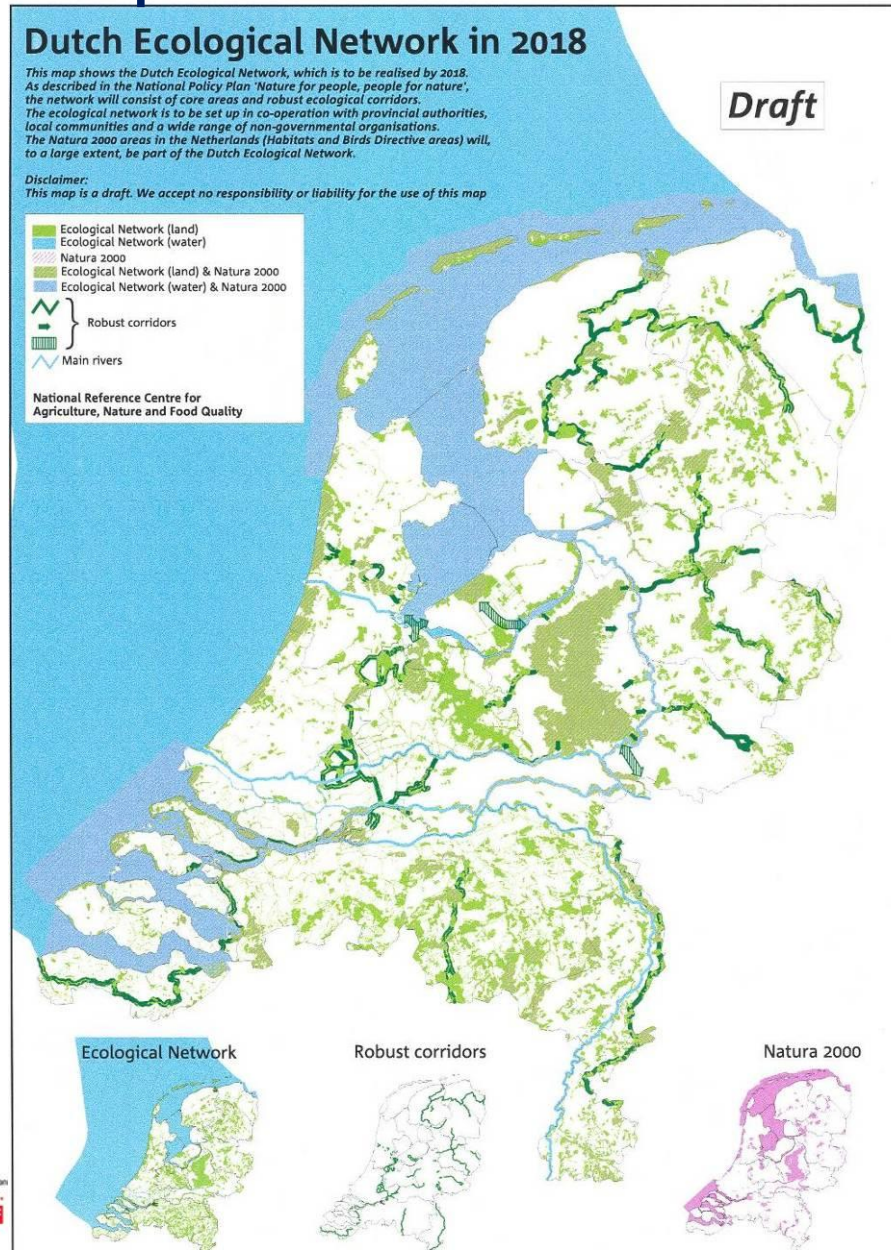 Dutch Ecological Network in 2018
This map shows the Dutch Ecological Network, which is to be realised by 2018.
As described in the National Policy Plan 'Nature for people, people for nature',
the network will consist of core areas and robust ecological corridors.
The ecological network is to be set up in co-operation with provincial authorities,
local communities and a wide range of non-governmental organisations.
The Natura 2000 areas in the Netherlands (Habitats and Birds Directive areas) will,
to a large extent, be part of the Dutch Ecological Network.
Draft
Disclaimer:
This map is a draft. We accept no responsibility or liability for the use of this map
Ecological Network (land)
Ecological Network (water)
Natura 2000
Ecological Network (land) & Natura 2000
Ecological Network (water) & Natura 2000
Robust corridors
Main rivers
National Reference Centre for
Agriculture, Nature and Food Quality
Ecological Network
Robust corridors
Natura 2000